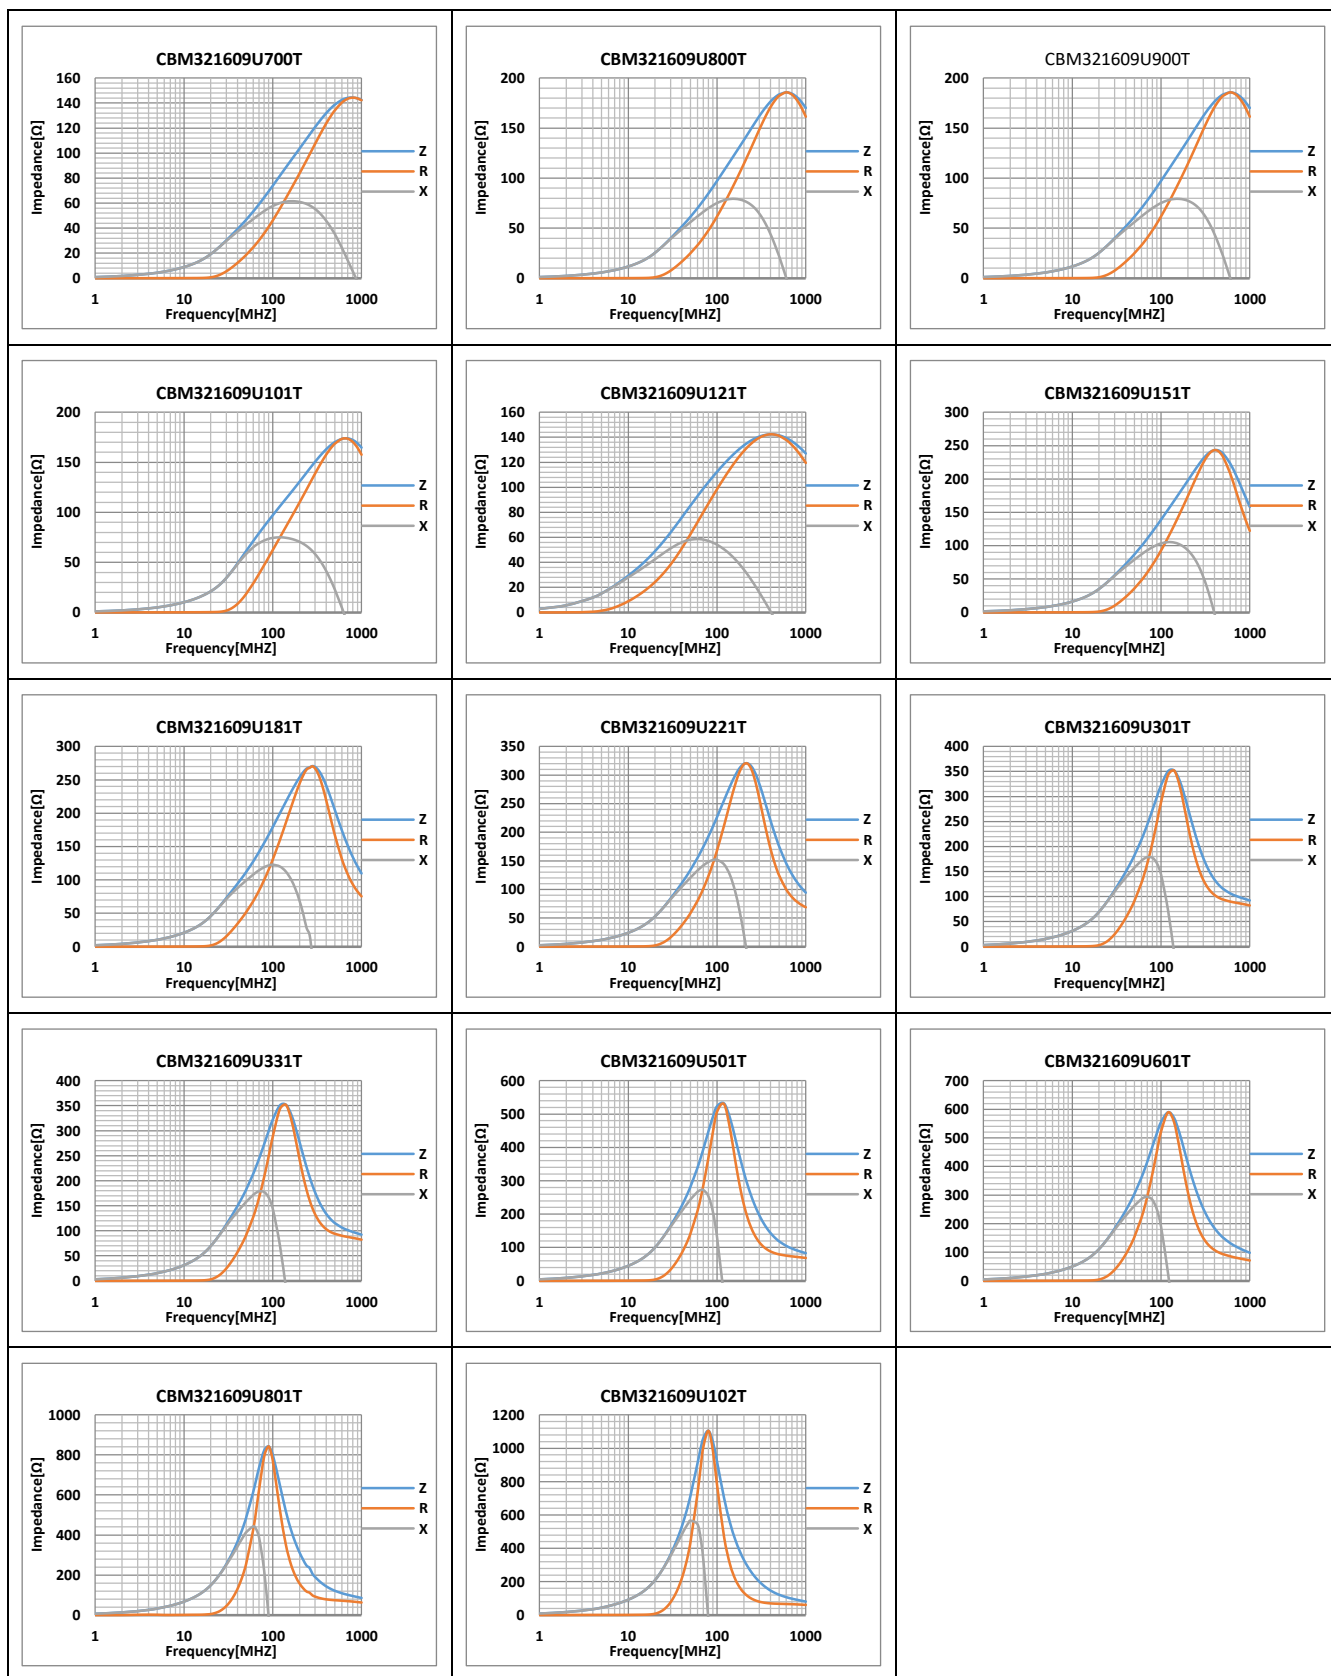 CBM321609U700T
Impedance[Ω]
160
140
120
100
80
60
40
20
0
1 10 100 1000
Frequency[MHZ]
Z
R
X
CBM321609U800T
Impedance[Ω]
200
150
100
50
0
1 10 100 1000
Frequency[MHZ]
Z
R
X
CBM321609U900T
Impedance[Ω]
200
150
100
50
0
1 10 100 1000
Frequency[MHZ]
Z
R
X
CBM321609U101T
Impedance[Ω]
200
150
100
50
0
1 10 100 1000
Frequency[MHZ]
Z
R
X
CBM321609U121T
Impedance[Ω]
160
140
120
100
80
60
40
20
0
1 10 100 1000
Frequency[MHZ]
Z
R
X
CBM321609U151T
Impedance[Ω]
300
250
200
150
100
50
0
1 10 100 1000
Frequency[MHZ]
Z
R
X
CBM321609U181T
Impedance[Ω]
300
250
200
150
100
50
0
1 10 100 1000
Frequency[MHZ]
Z
R
X
CBM321609U221T
Impedance[Ω]
350
300
250
200
150
100
50
0
1 10 100 1000
Frequency[MHZ]
Z
R
X
CBM321609U301T
Impedance[Ω]
400
350
300
250
200
150
100
50
0
1 10 100 1000
Frequency[MHZ]
Z
R
X
CBM321609U331T
Impedance[Ω]
400
350
300
250
200
150
100
50
0
1 10 100 1000
Frequency[MHZ]
Z
R
X
CBM321609U501T
Impedance[Ω]
600
500
400
300
200
100
0
1 10 100 1000
Frequency[MHZ]
Z
R
X
CBM321609U601T
Impedance[Ω]
700
600
500
400
300
200
100
0
1 10 100 1000
Frequency[MHZ]
Z
R
X
CBM321609U801T
Impedance[Ω]
1000
800
600
400
200
0
1 10 100 1000
Frequency[MHZ]
Z
R
X
CBM321609U102T
Impedance[Ω]
1200
1000
800
600
400
200
0
1 10 100 1000
Frequency[MHZ]
Z
R
X